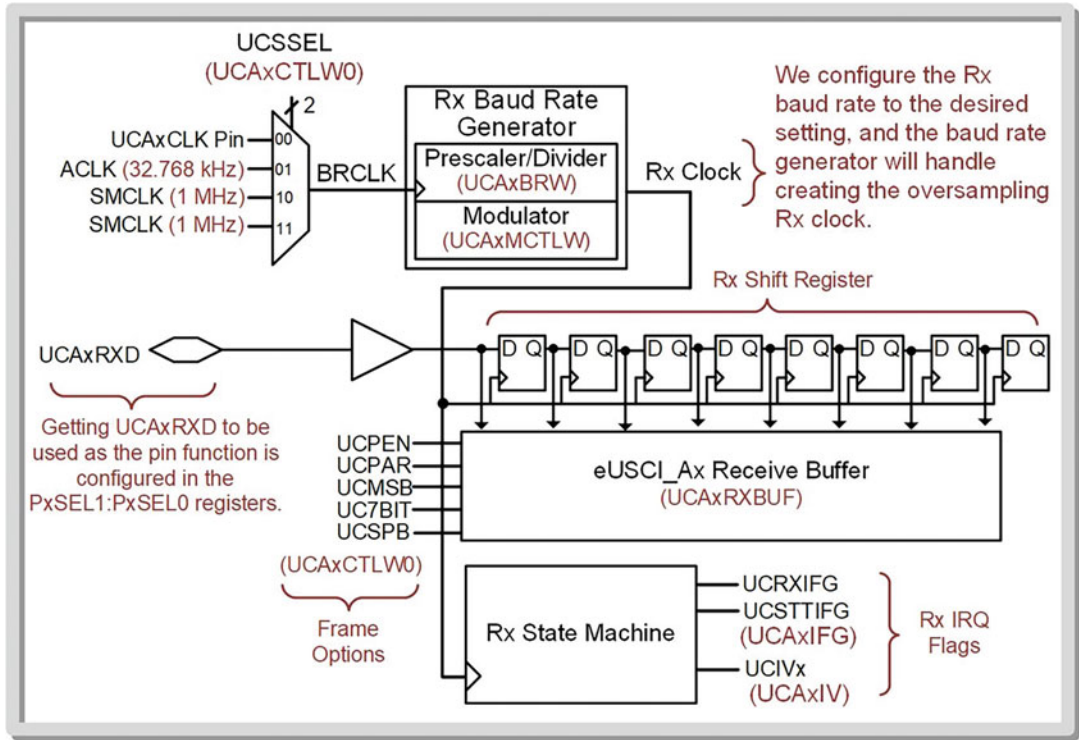 UCSSEL
(UCAxCTLW0)
2
UCAxCLK Pin
00
ACLK (32.768 kHz)
01
SMCLK (1 MHz)
10
SMCLK (1 MHz)
11
BRCLK
Rx Baud Rate
Generator
Prescaler/Divider
(UCAxBRW)
Modulator
(UCAxMCTLW)
Rx Clock
We configure the Rx
baud rate to the desired
setting, and the baud rate
generator will handle
creating the oversampling
Rx clock.
Rx Shift Register
UCAxRXD
D Q
D Q
D Q
D Q
D Q
D Q
D Q
D Q
Getting UCAxRXD to be
used as the pin function is
configured in the
PxSEL1:PxSEL0 registers.
UCPEN
UCPAR
UCMSB
UC7BIT
UCSPB
(UCAxCTLW0)
Frame
Options
eUSCI_Ax Receive Buffer
(UCAxRXBUF)
Rx State Machine
UCRXIFG
UCSTTIFG
(UCAxIFG)
UCIVx
(UCAxIV)
Rx IRQ
Flags